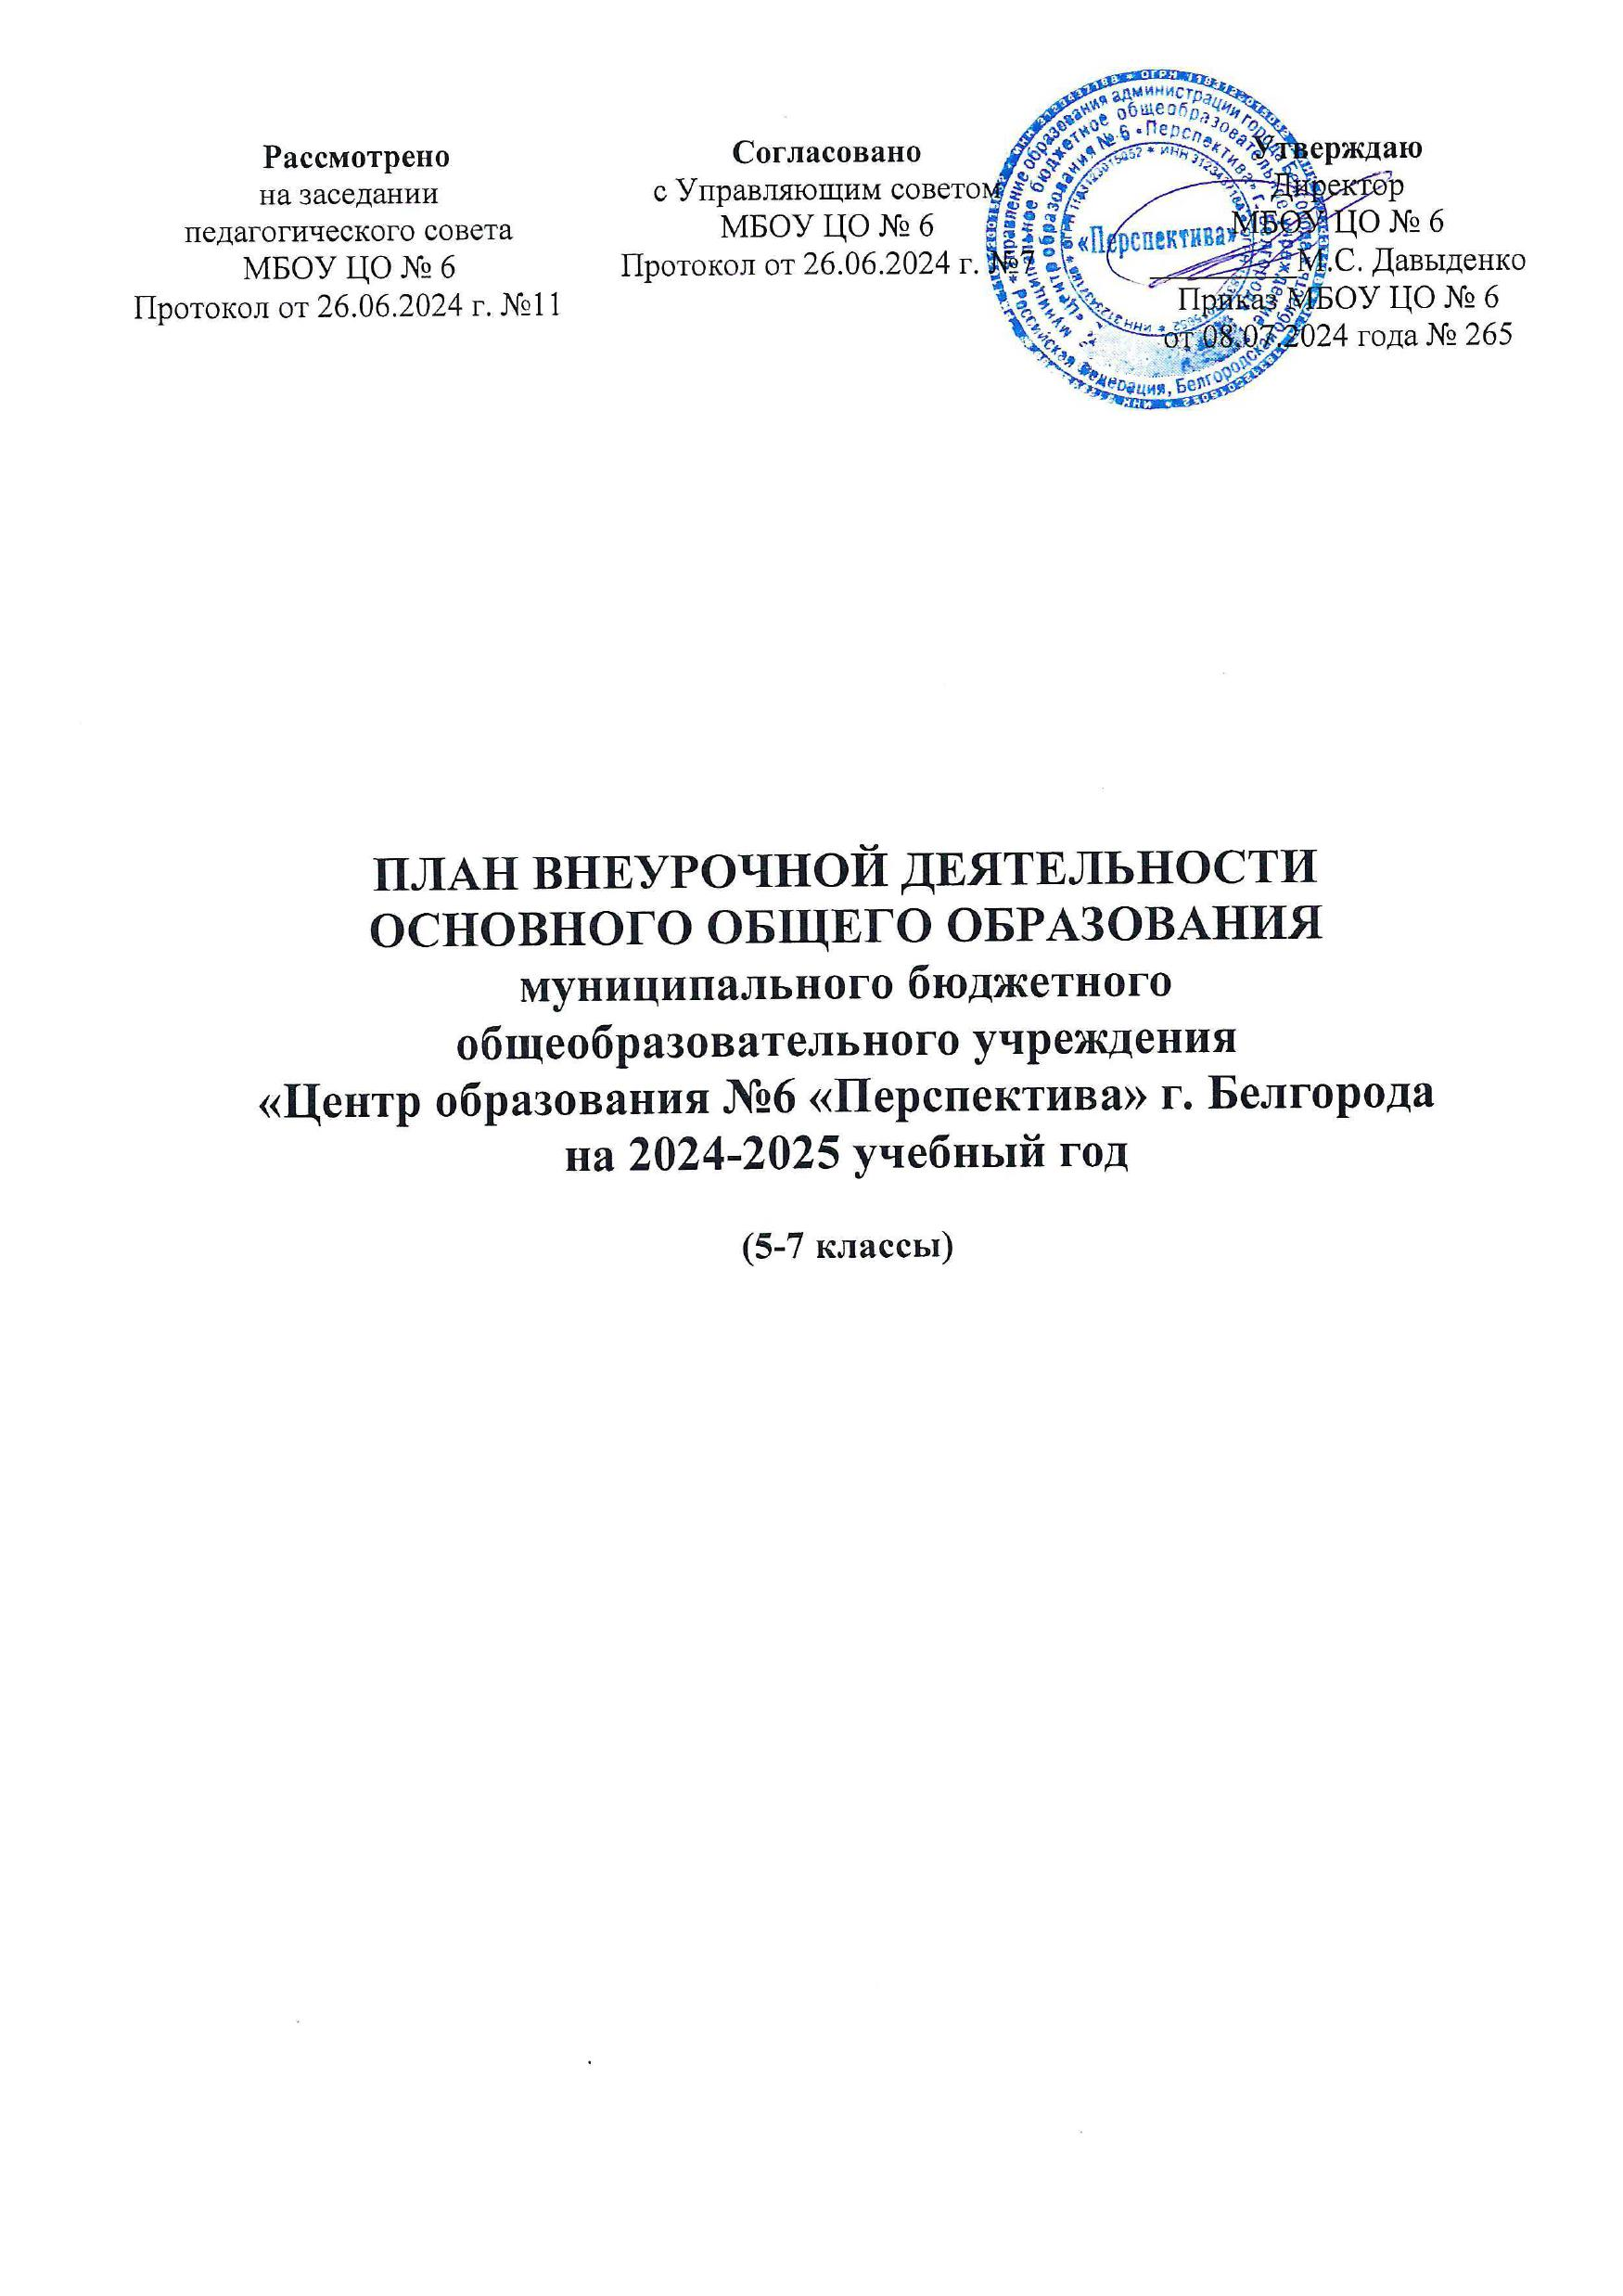 Рассмотрено
на заседании
педагогического совета
МБОУ ЦО № 6
Протокол от 26.06.2024 г. №11
Согласовано
с Управляющим советом
МБОУ ЦО № 6
Протокол от 26.06.2024 г. №7
Утверждаю
Директор
МБОУ ЦО № 6
М.С. Давыденко
Приказ МБОУ ЦО № 6
от 08.07.2024 года № 265
«Перспектива»
ПЛАН ВНЕУРОЧНОЙ ДЕЯТЕЛЬНОСТИ
ОСНОВНОГО ОБЩЕГО ОБРАЗОВАНИЯ
муниципального бюджетного
общеобразовательного учреждения
«Центр образования №6 «Перспектива» г. Белгорода
на 2024-2025 учебный год
(5-7 классы)